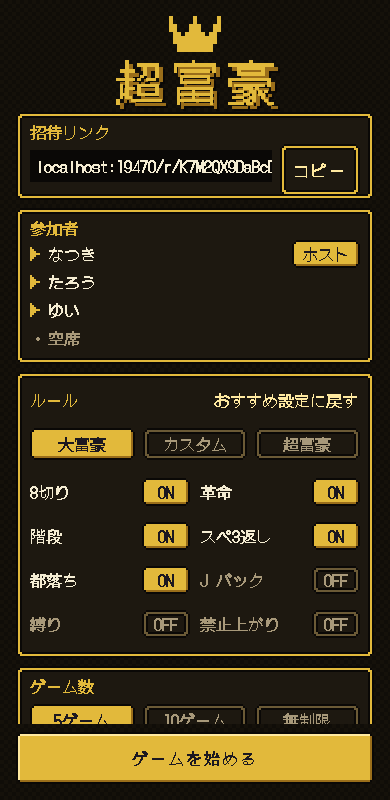 超富豪
招待リンク
localhost:19470/r/K7M2QX9DaBc
コピー
参加者
なつき ホスト
たろう
ゆい
・空席
ルール おすすめ設定に戻す
大富豪 カスタム 超富豪
8切り ON 革命 ON
階段 ON スペ3返し ON
都落ち ON J バック OFF
縛り OFF 禁止上がり OFF
ゲーム数
5ゲーム 10ゲーム 無制限
ゲームを始める